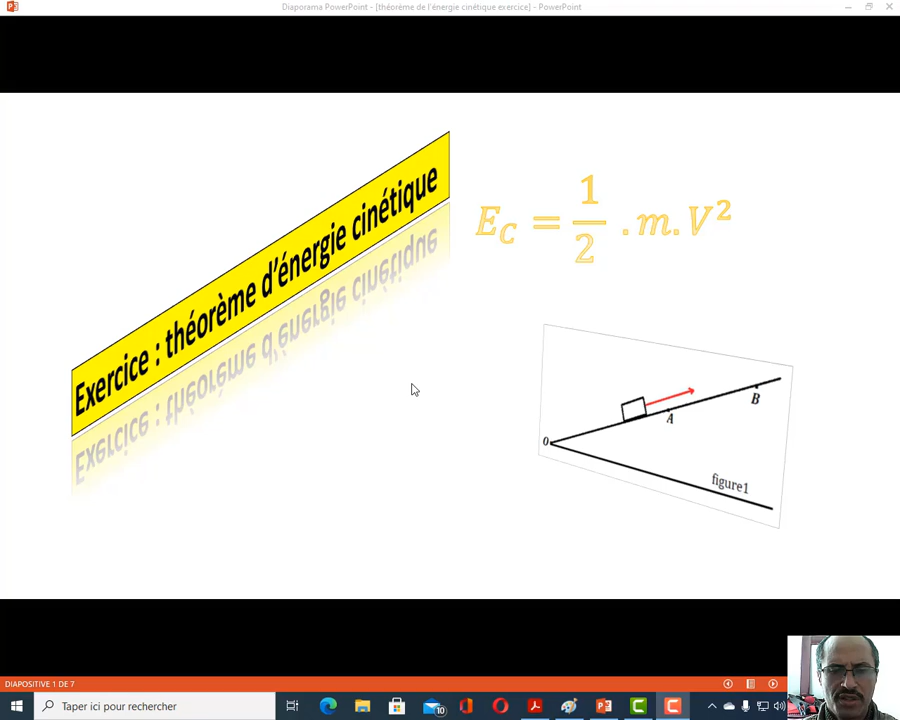 Diaporama PowerPoint - [théorème de l'énergie cinétique exercice] - PowerPoint
Exercice : théorème d'énergie cinétique
E_C = 1/2 .m.V²
A
B
0
figure1
DIAPOSITIVE 1 DE 7
Taper ici pour rechercher
10